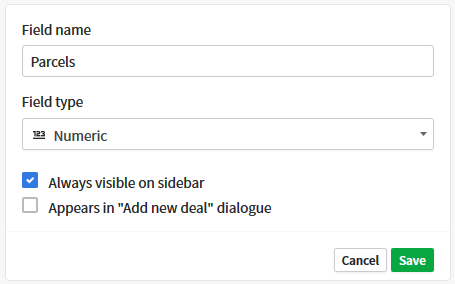 Field name
Parcels
Field type
123 Numeric
Always visible on sidebar
Appears in "Add new deal" dialogue
Cancel Save